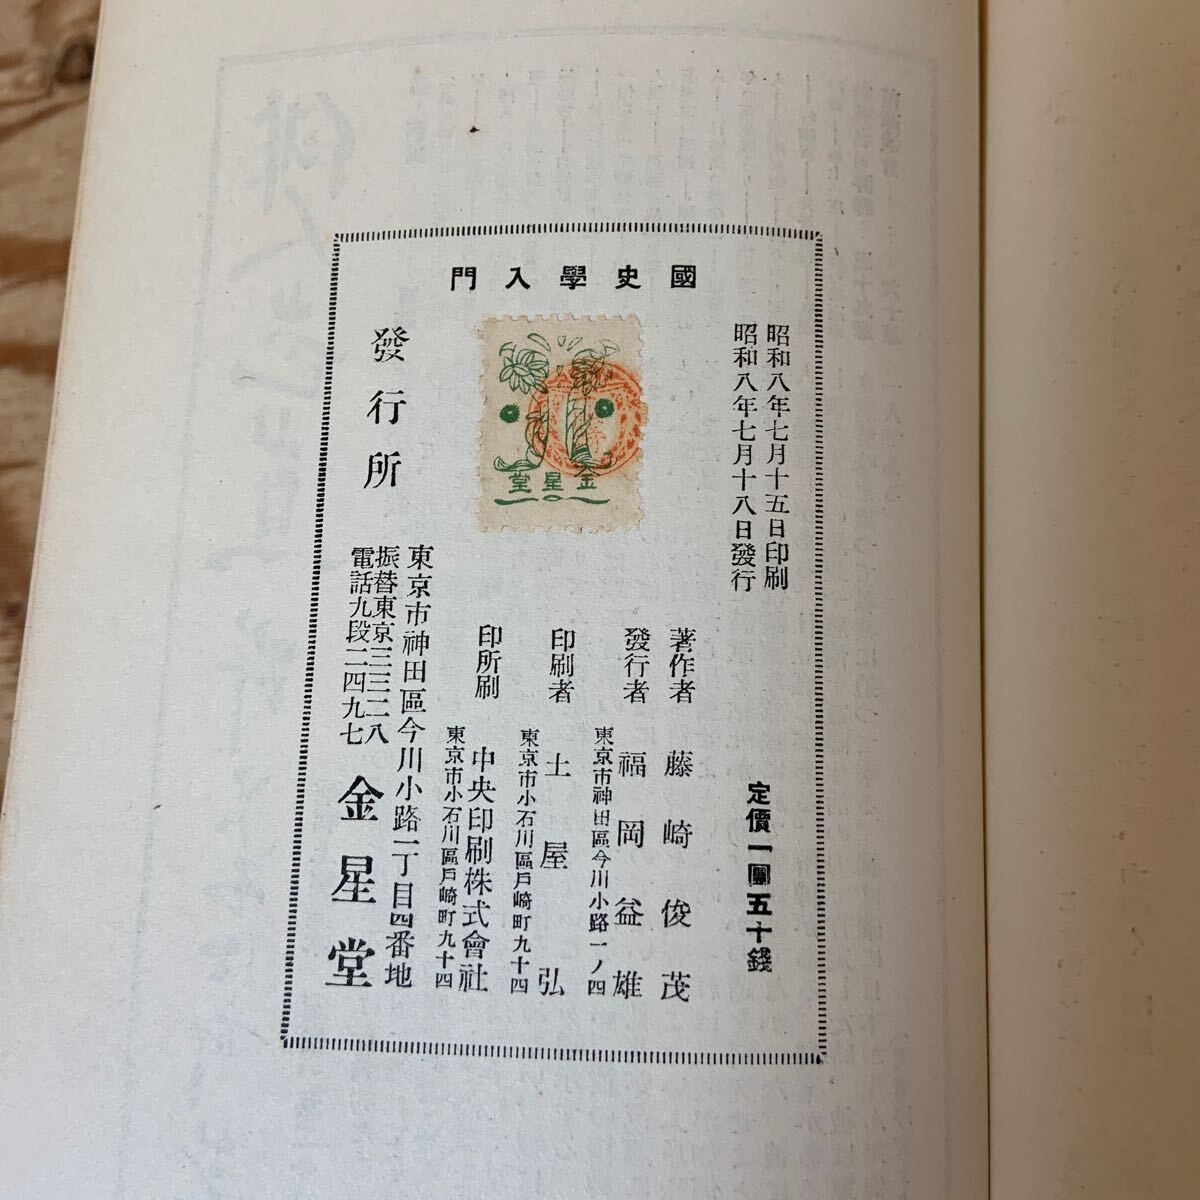 國史學入門
昭和八年七月十五日印刷
昭和八年七月十八日發行
定價一圓五十錢
著作者 藤崎俊茂
發行者 福岡益雄
東京市神田區今川小路一ノ四
印刷者 土屋弘
東京市小石川區戸崎町九十四
印刷所 中央印刷株式會社
東京市小石川區戸崎町九十四
金星堂
發行所
東京市神田區今川小路一丁目四番地
振替東京三三二八
電話九段二四九七
金星堂